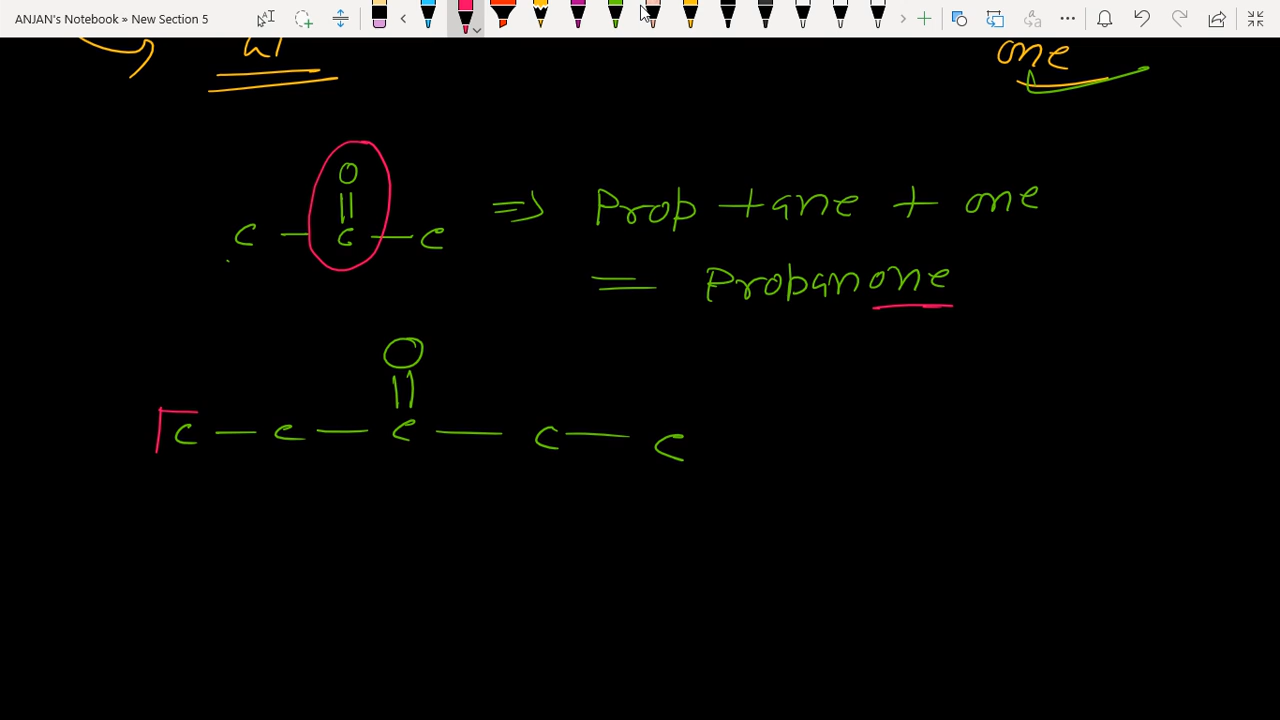 ANJAN's Notebook » New Section 5
one
O
||
C – C – C ⇒ Prop + ane + one
= Probanone
O
||
C – C – C – C – C